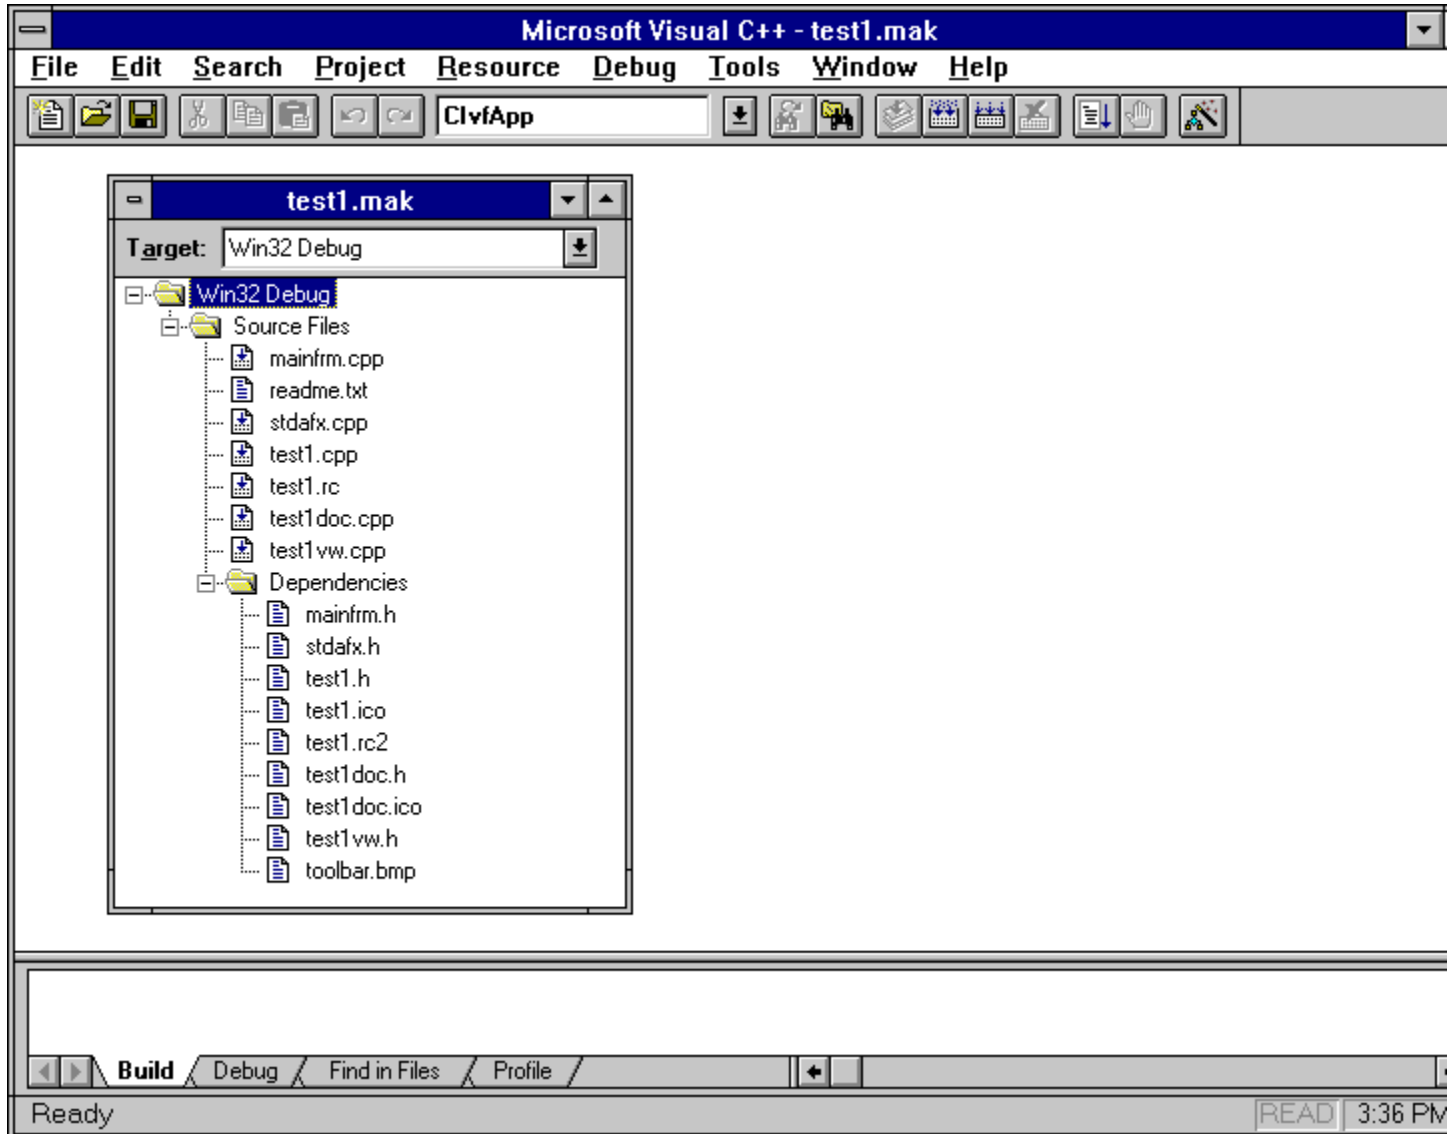 Microsoft Visual C++ - test1.mak
File Edit Search Project Resource Debug Tools Window Help
ClvfApp
test1.mak
Target: Win32 Debug
Win32 Debug
Source Files
mainfrm.cpp
readme.txt
stdafx.cpp
test1.cpp
test1.rc
test1doc.cpp
test1vw.cpp
Dependencies
mainfrm.h
stdafx.h
test1.h
test1.ico
test1.rc2
test1doc.h
test1doc.ico
test1vw.h
toolbar.bmp
Build Debug Find in Files Profile
Ready READ 3:36 PM